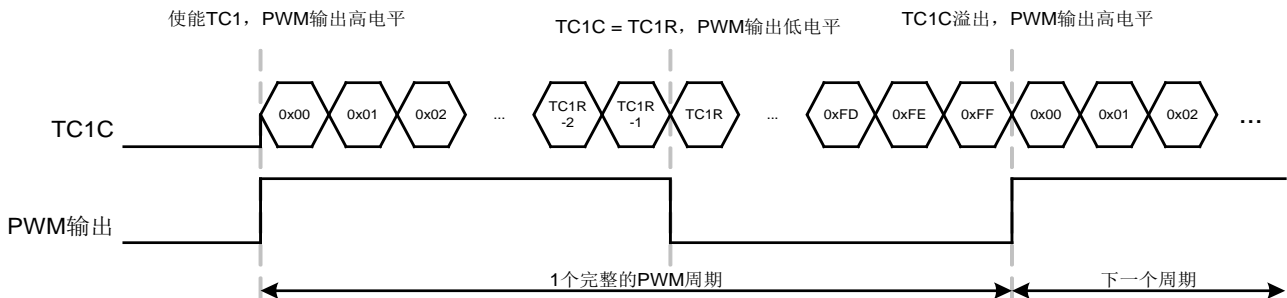 使能TC1，PWM输出高电平
TC1C = TC1R，PWM输出低电平
TC1C溢出，PWM输出高电平
TC1C
0x00
0x01
0x02
...
TC1R
-2
TC1R
-1
TC1R
...
0xFD
0xFE
0xFF
0x00
0x01
0x02
...
PWM输出
1个完整的PWM周期
下一个周期